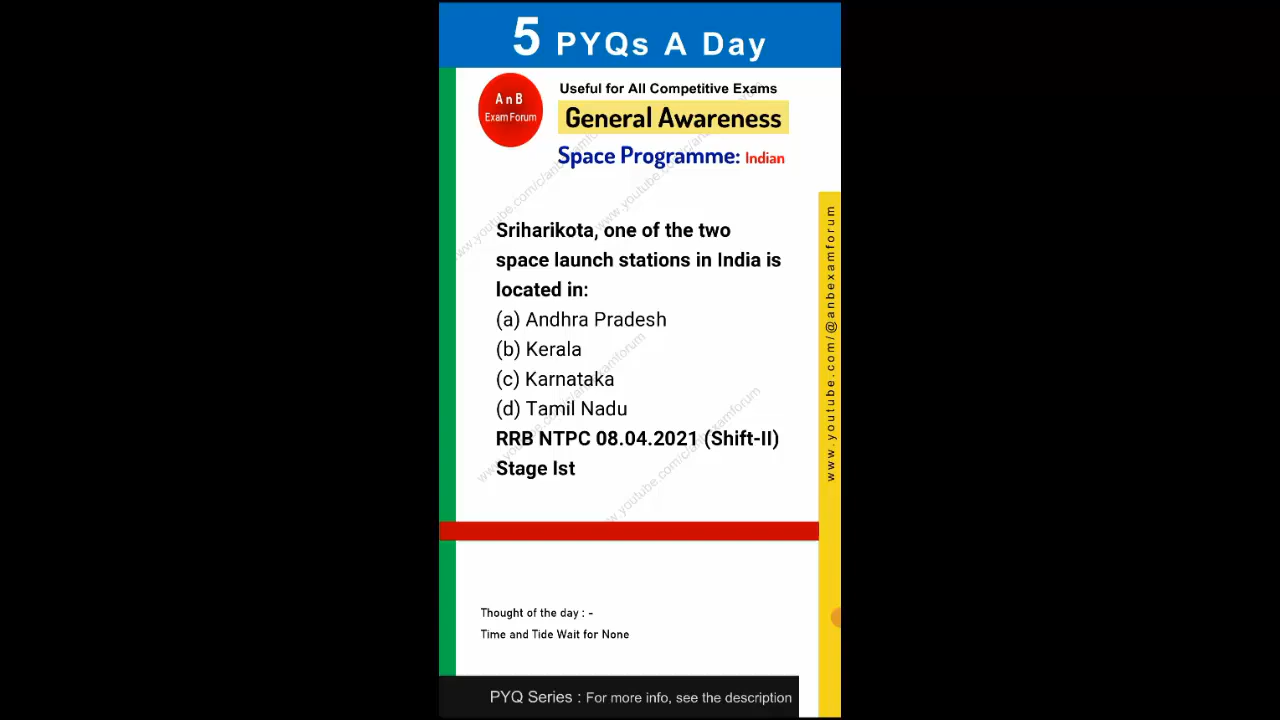 5 PYQs A Day
A n B
Exam Forum
Useful for All Competitive Exams
General Awareness
Space Programme: Indian
Sriharikota, one of the two
space launch stations in India is
located in:
(a) Andhra Pradesh
(b) Kerala
(c) Karnataka
(d) Tamil Nadu
RRB NTPC 08.04.2021 (Shift-II)
Stage Ist
www.youtube.com/@anbexamforum
Thought of the day : -
Time and Tide Wait for None
PYQ Series : For more info, see the description